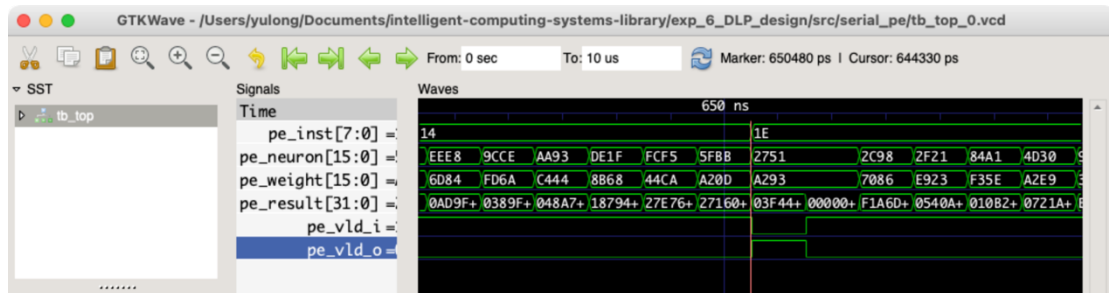 GTKWave - /Users/yulong/Documents/intelligent-computing-systems-library/exp_6_DLP_design/src/serial_pe/tb_top_0.vcd
From: 0 sec To: 10 us Marker: 650480 ps | Cursor: 644330 ps
SST Signals Waves
tb_top Time 650 ns
pe_inst[7:0] = 14 1E
pe_neuron[15:0] = EEE8 9CCE AA93 DE1F FCF5 5FBB 2751 2C98 2F21 84A1 4D30
pe_weight[15:0] = 6D84 FD6A C444 8B68 44CA A20D A293 7086 E923 F35E A2E9
pe_result[31:0] = 0AD9F+ 0389F+ 048A7+ 18794+ 27E76+ 27160+ 03F44+ 00000+ F1A6D+ 0540A+ 010B2+ 0721A+
pe_vld_i =
pe_vld_o =